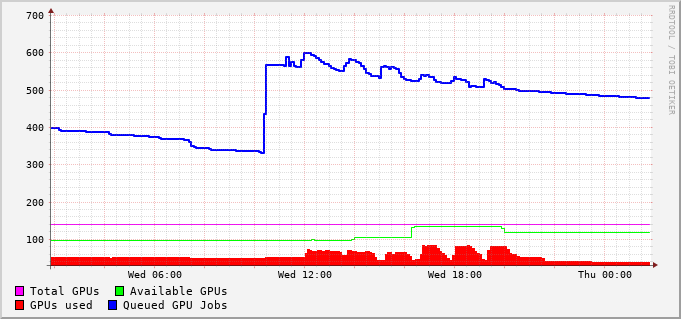 700
600
500
400
300
200
100
Wed 06:00 Wed 12:00 Wed 18:00 Thu 00:00
Total GPUs Available GPUs
GPUs used Queued GPU Jobs
RRDTOOL / TOBI OETIKER